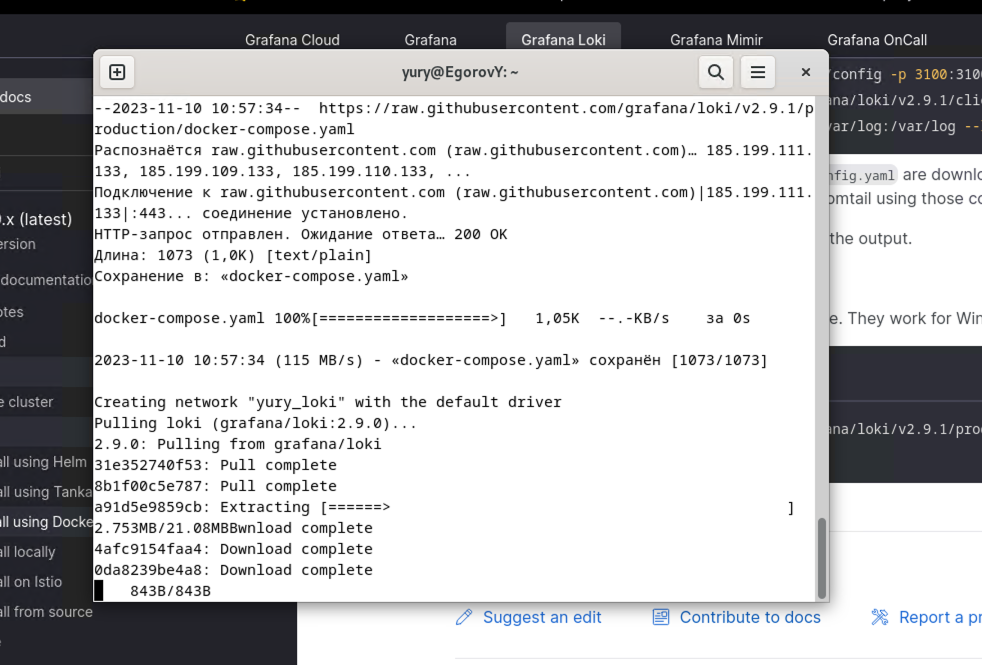 Grafana Cloud Grafana Grafana Loki Grafana Mimir Grafana OnCall
yury@EgorovY: ~
--2023-11-10 10:57:34-- https://raw.githubusercontent.com/grafana/loki/v2.9.1/p
roduction/docker-compose.yaml
Распознаётся raw.githubusercontent.com (raw.githubusercontent.com)… 185.199.111.
133, 185.199.109.133, 185.199.110.133, ...
Подключение к raw.githubusercontent.com (raw.githubusercontent.com)|185.199.111.
133|:443... соединение установлено.
HTTP-запрос отправлен. Ожидание ответа… 200 OK
Длина: 1073 (1,0K) [text/plain]
Сохранение в: «docker-compose.yaml»
docker-compose.yaml 100%[===================>] 1,05K --.-KB/s за 0s
2023-11-10 10:57:34 (115 MB/s) - «docker-compose.yaml» сохранён [1073/1073]
Creating network "yury_loki" with the default driver
Pulling loki (grafana/loki:2.9.0)...
2.9.0: Pulling from grafana/loki
31e352740f53: Pull complete
8b1f00c5e787: Pull complete
a91d5e9859cb: Extracting [======> ]
2.753MB/21.08MBBwnload complete
4afc9154faa4: Download complete
0da8239be4a8: Download complete
843B/843B
docs
.x (latest)
ersion
documentatio
otes
d
e cluster
all using Helm
all using Tanka
all using Docke
all locally
all on Istio
all from source
/config -p 3100:310
ana/loki/v2.9.1/cli
var/log:/var/log --
nfig.yaml are downlo
omtail using those co
the output.
e. They work for Win
ana/loki/v2.9.1/pro
Suggest an edit Contribute to docs Report a pr